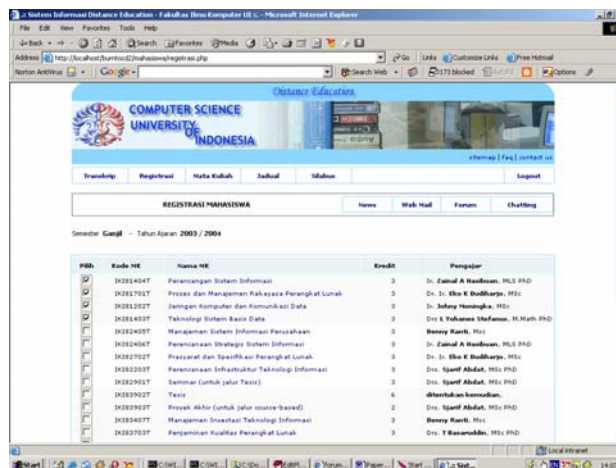 Sistem Informasi Distance Education - Fakultas Ilmu Komputer UI :. - Microsoft Internet Explorer
File Edit View Favorites Tools Help
Back Search Favorites Media
Address http://localhost/burntocd2/mahasiswa/registrasi.php Go Links Customize Links Free Hotmail
Norton AntiVirus Google Search Web 173 blocked Options
Distance Education
COMPUTER SCIENCE
UNIVERSITY OF INDONESIA
sitemap | faq | contact us
Transkrip Registrasi Mata Kuliah Jadual Silabus Logout
REGISTRASI MAHASISWA News Web Mail Forum Chatting
Semester Ganjil - Tahun Ajaran 2003 / 2004
Pilih Kode MK Nama MK Kredit Pengajar
IKI81404T Perencangan Sistem Informasi 3 Ir. Zainal A Hasibuan, MLS PhD
IKI81701T Proses dan Manajemen Rekayasa Perangkat Lunak 3 Dr. Ir. Eko K Budiharjo, MSc
IKI81202T Jaringan Komputer dan Komunikasi Data 3 Ir. Johny Moningka, MSc
IKI81403T Teknologi Sistem Basis Data 3 Drs L Yohanes Stefanus, M.Math PhD
IKI82405T Manajemen Sistem Informasi Perusahaan 3 Benny Ranti, Msc
IKI82406T Perencanaan Strategis Sistem Informasi 3 Ir. Zainal A Hasibuan, MLS PhD
IKI82702T Prasyarat dan Spesifikasi Perangkat Lunak 3 Dr. Ir. Eko K Budiharjo, MSc
IKI82203T Perencanaan Infrastruktur Teknologi Informasi 3 Drs. Sjarif Abdat, MSc PhD
IKI82901T Seminar (untuk jalur Tesis) 3 Drs. Sjarif Abdat, MSc PhD
IKI83902T Tesis 6 ditentukan kemudian.
IKI83903T Proyek Akhir (untuk jalur course-based) 2 Drs. Sjarif Abdat, MSc PhD
IKI83407T Manajemen Investasi Teknologi Informasi 3 Benny Ranti, Msc
IKI83703T Penjaminan Kualitas Perangkat Lunak 3 Drs. T Basaruddin, MSc PhD
Local intranet
Start